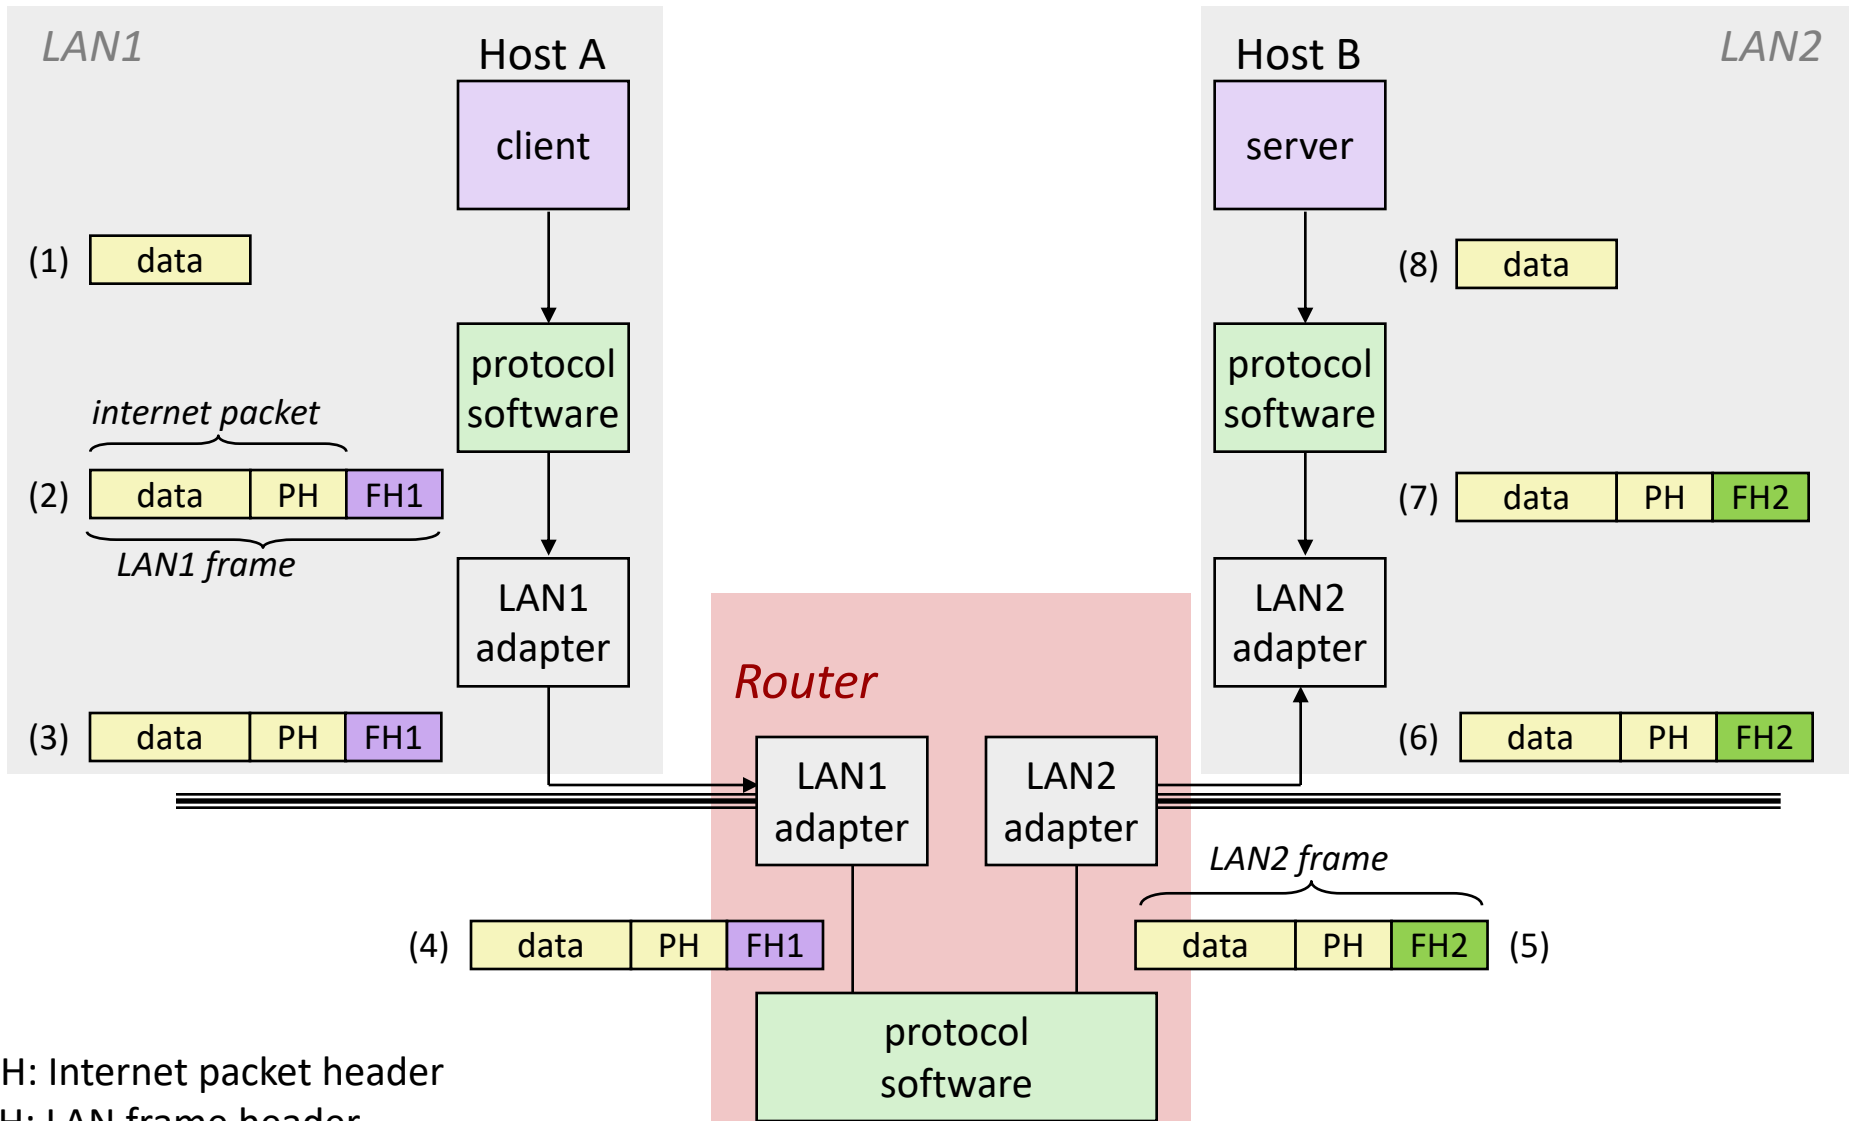 LAN1
Host A
client
(1) data
protocol
software
internet packet
(2) data PH FH1
LAN1 frame
LAN1
adapter
(3) data PH FH1
Host B
LAN2
server
(8) data
protocol
software
(7) data PH FH2
LAN2
adapter
(6) data PH FH2
Router
LAN1
adapter
LAN2
adapter
LAN2 frame
(4) data PH FH1
data PH FH2 (5)
protocol
software
H: Internet packet header
H: LAN frame header